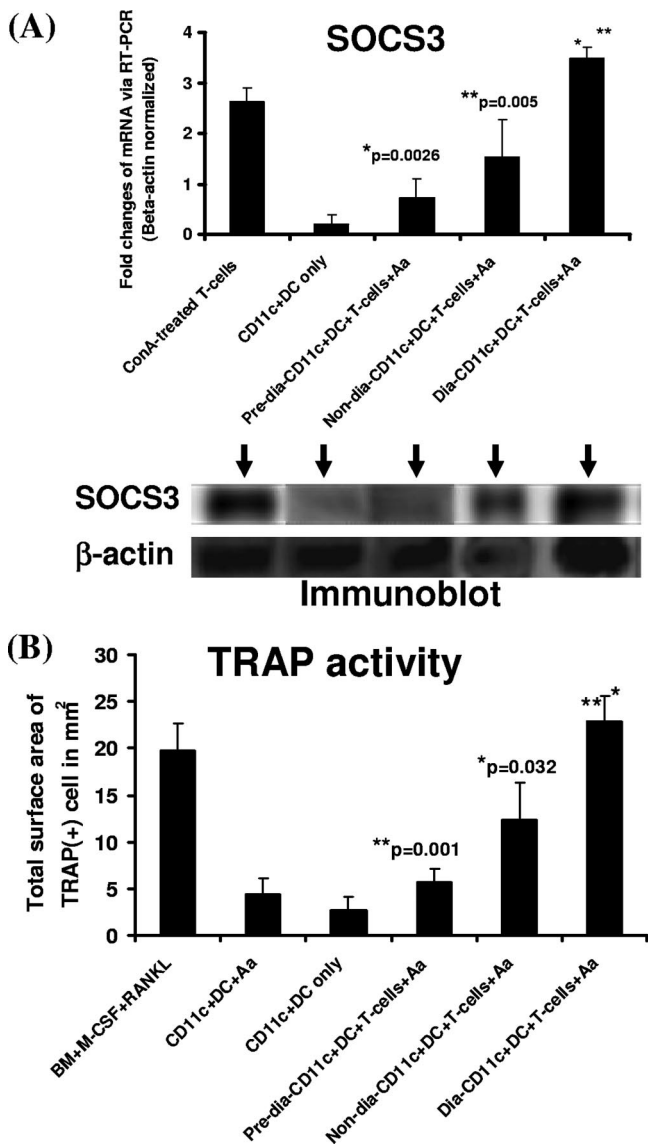 (A)
SOCS3
Fold changes of mRNA via RT-PCR
(Beta-actin normalized)
4
3
2
1
0
*p=0.0026
**p=0.005
* **
ConA-treated T-cells
CD11c+DC only
Pre-dia-CD11c+DC+T-cells+Aa
Non-dia-CD11c+DC+T-cells+Aa
Dia-CD11c+DC+T-cells+Aa
SOCS3
β-actin
Immunoblot
(B)
TRAP activity
Total surface area of
TRAP(+) cell in mm²
30
25
20
15
10
5
0
**p=0.001
*p=0.032
** *
BM+M-CSF+RANKL
CD11c+DC+Aa
CD11c+DC only
Pre-dia-CD11c+DC+T-cells+Aa
Non-dia-CD11c+DC+T-cells+Aa
Dia-CD11c+DC+T-cells+Aa